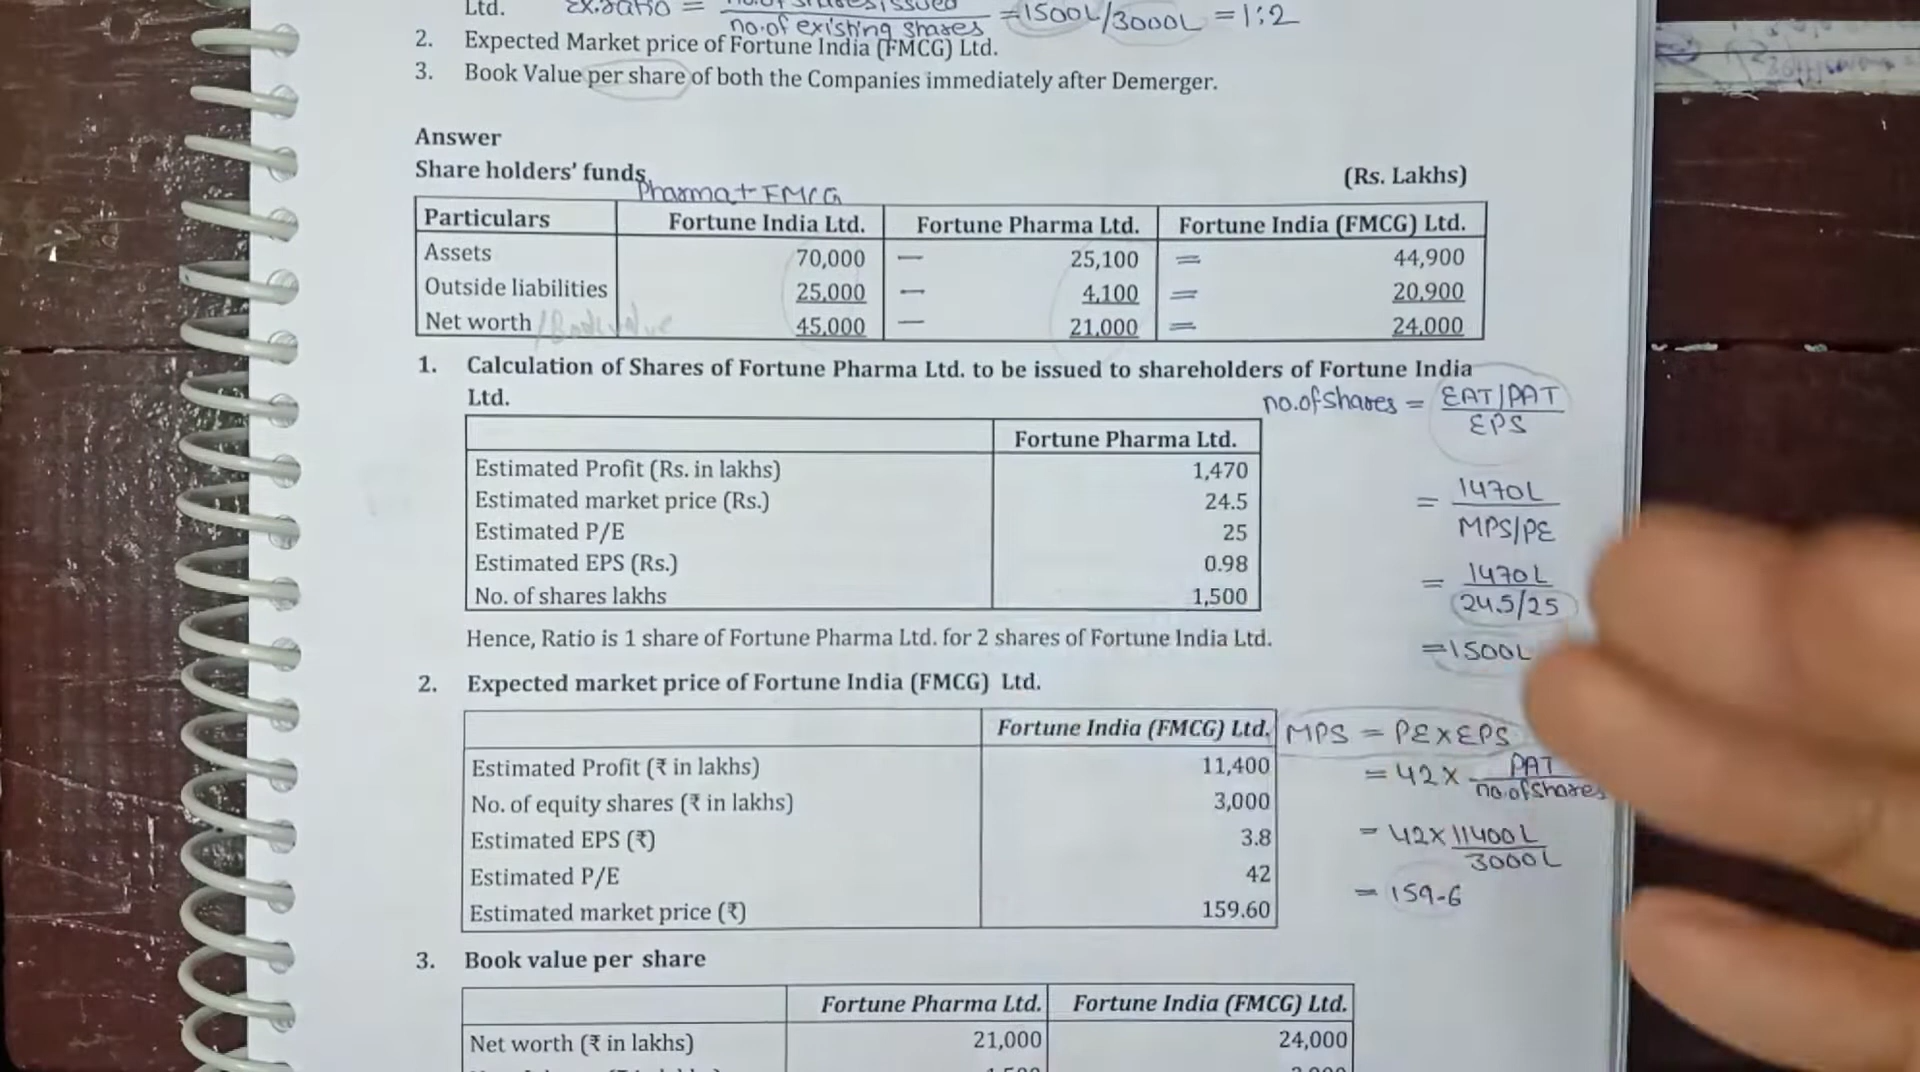 Ltd. Ex.ratio = no.of shares issued / no.of existing shares = 1500L/3000L = 1:2
2. Expected Market price of Fortune India (FMCG) Ltd.
3. Book Value per share of both the Companies immediately after Demerger.
Answer
Share holders' funds (Rs. Lakhs)
Pharma + FMCG
Particulars Fortune India Ltd. Fortune Pharma Ltd. Fortune India (FMCG) Ltd.
Assets 70,000 — 25,100 = 44,900
Outside liabilities 25,000 — 4,100 = 20,900
Net worth /Book value 45,000 — 21,000 = 24,000
1. Calculation of Shares of Fortune Pharma Ltd. to be issued to shareholders of Fortune India
Ltd.
no.of shares = EAT/PAT
EPS
Fortune Pharma Ltd.
Estimated Profit (Rs. in lakhs) 1,470
= 1470L
MPS/PE
Estimated market price (Rs.) 24.5
Estimated P/E 25
Estimated EPS (Rs.) 0.98
= 1470L
24.5/25
No. of shares lakhs 1,500
Hence, Ratio is 1 share of Fortune Pharma Ltd. for 2 shares of Fortune India Ltd.
= 1500L
2. Expected market price of Fortune India (FMCG) Ltd.
Fortune India (FMCG) Ltd. MPS = PE x EPS
Estimated Profit (₹ in lakhs) 11,400
= 42 x PAT
no.of shares
No. of equity shares (₹ in lakhs) 3,000
Estimated EPS (₹) 3.8
= 42 x 11400L
3000L
Estimated P/E 42
Estimated market price (₹) 159.60
= 159.6
3. Book value per share
Fortune Pharma Ltd. Fortune India (FMCG) Ltd.
Net worth (₹ in lakhs) 21,000 24,000